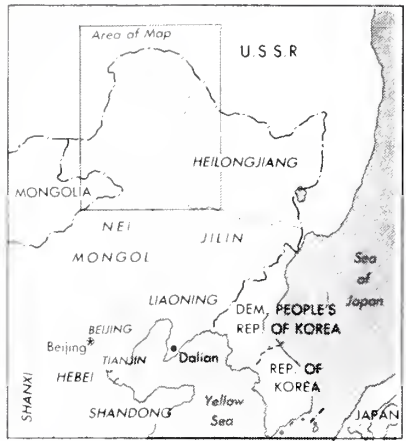 Area of Map
U.S.S.R
HEILONGJIANG
MONGOLIA
NEI
MONGOL
JILIN
Sea
of
Japan
LIAONING
DEM. PEOPLE'S
REP. OF KOREA
BEIJING
Beijing
TIANJIN
Dalian
HEBEI
REP. OF
KOREA
SHANXI
SHANDONG
Yellow
Sea
JAPAN